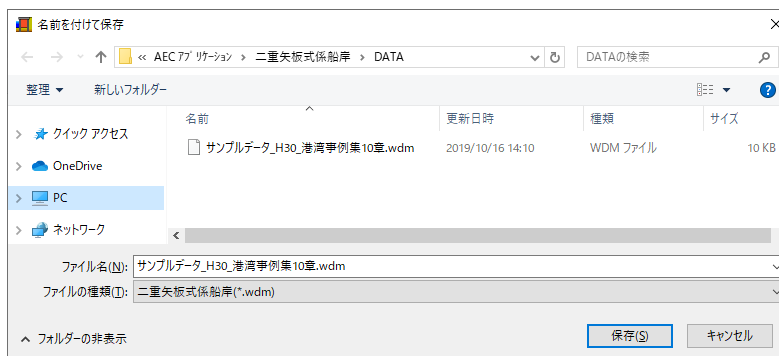 名前を付けて保存
« AEC アプリケーション › 二重矢板式係船岸 › DATA
DATAの検索
整理 新しいフォルダー
名前 更新日時 種類 サイズ
サンプルデータ_H30_港湾事例集10章.wdm 2019/10/16 14:10 WDM ファイル 10 KB
クイック アクセス
OneDrive
PC
ネットワーク
ファイル名(N): サンプルデータ_H30_港湾事例集10章.wdm
ファイルの種類(T): 二重矢板式係船岸(*.wdm)
フォルダーの非表示 保存(S) キャンセル